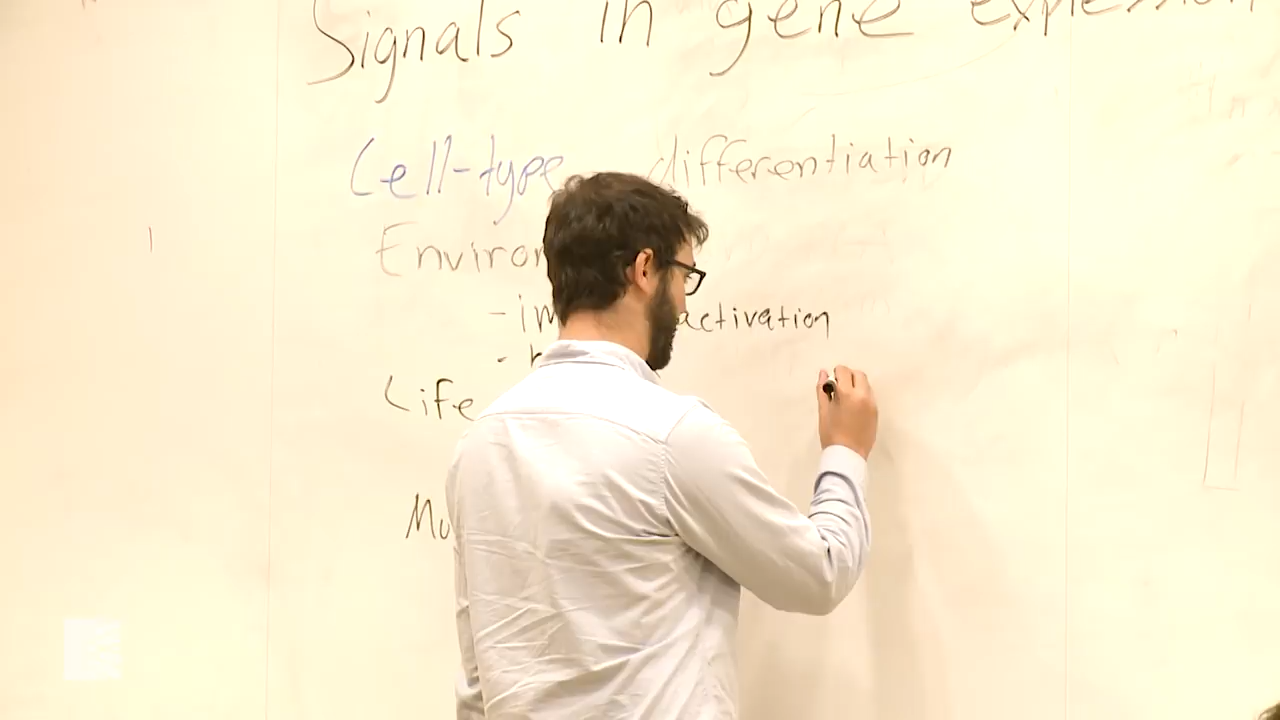 Signals in gene expression
Cell-type differentiation
Environ
- im activation
-
Life
Mu